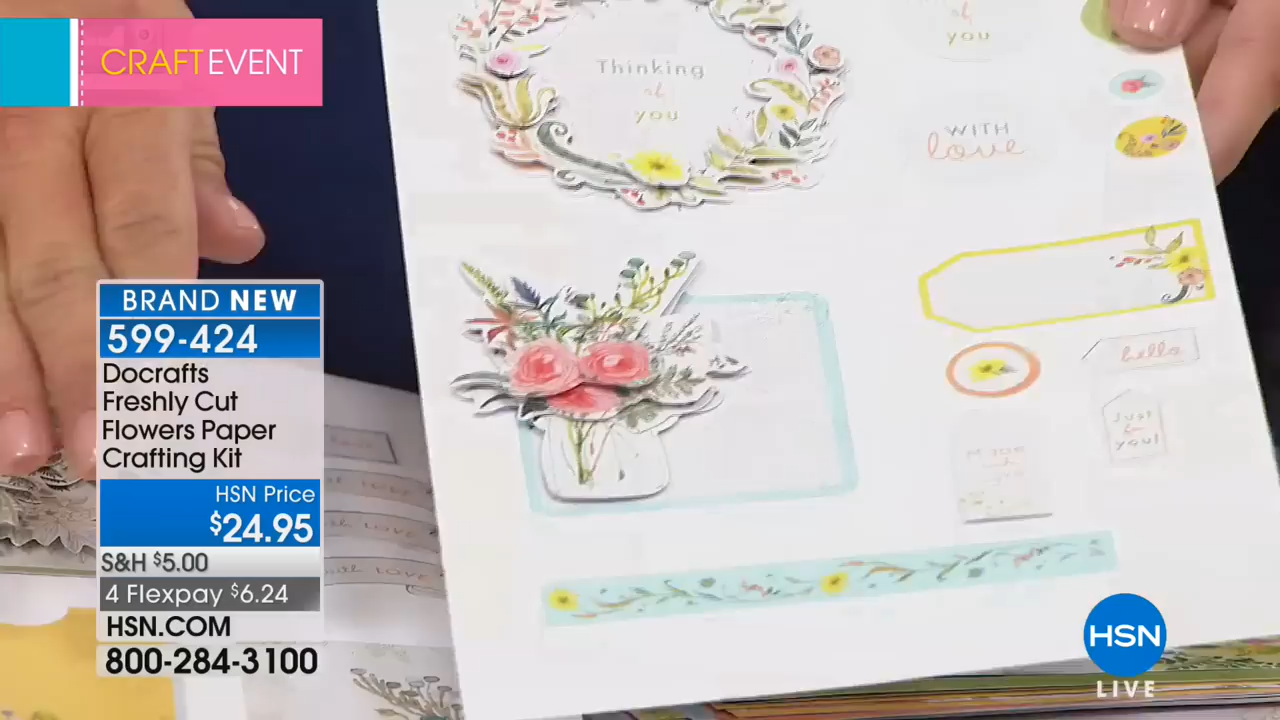 CRAFT EVENT
BRAND NEW
599-424
Docrafts
Freshly Cut
Flowers Paper
Crafting Kit
HSN Price
$24.95
S&H $5.00
4 Flexpay $6.24
HSN.COM
800-284-3100
Thinking
of
you
of
you
WITH
love
hello
Just
for
you!
with LOVE
HSN
LIVE